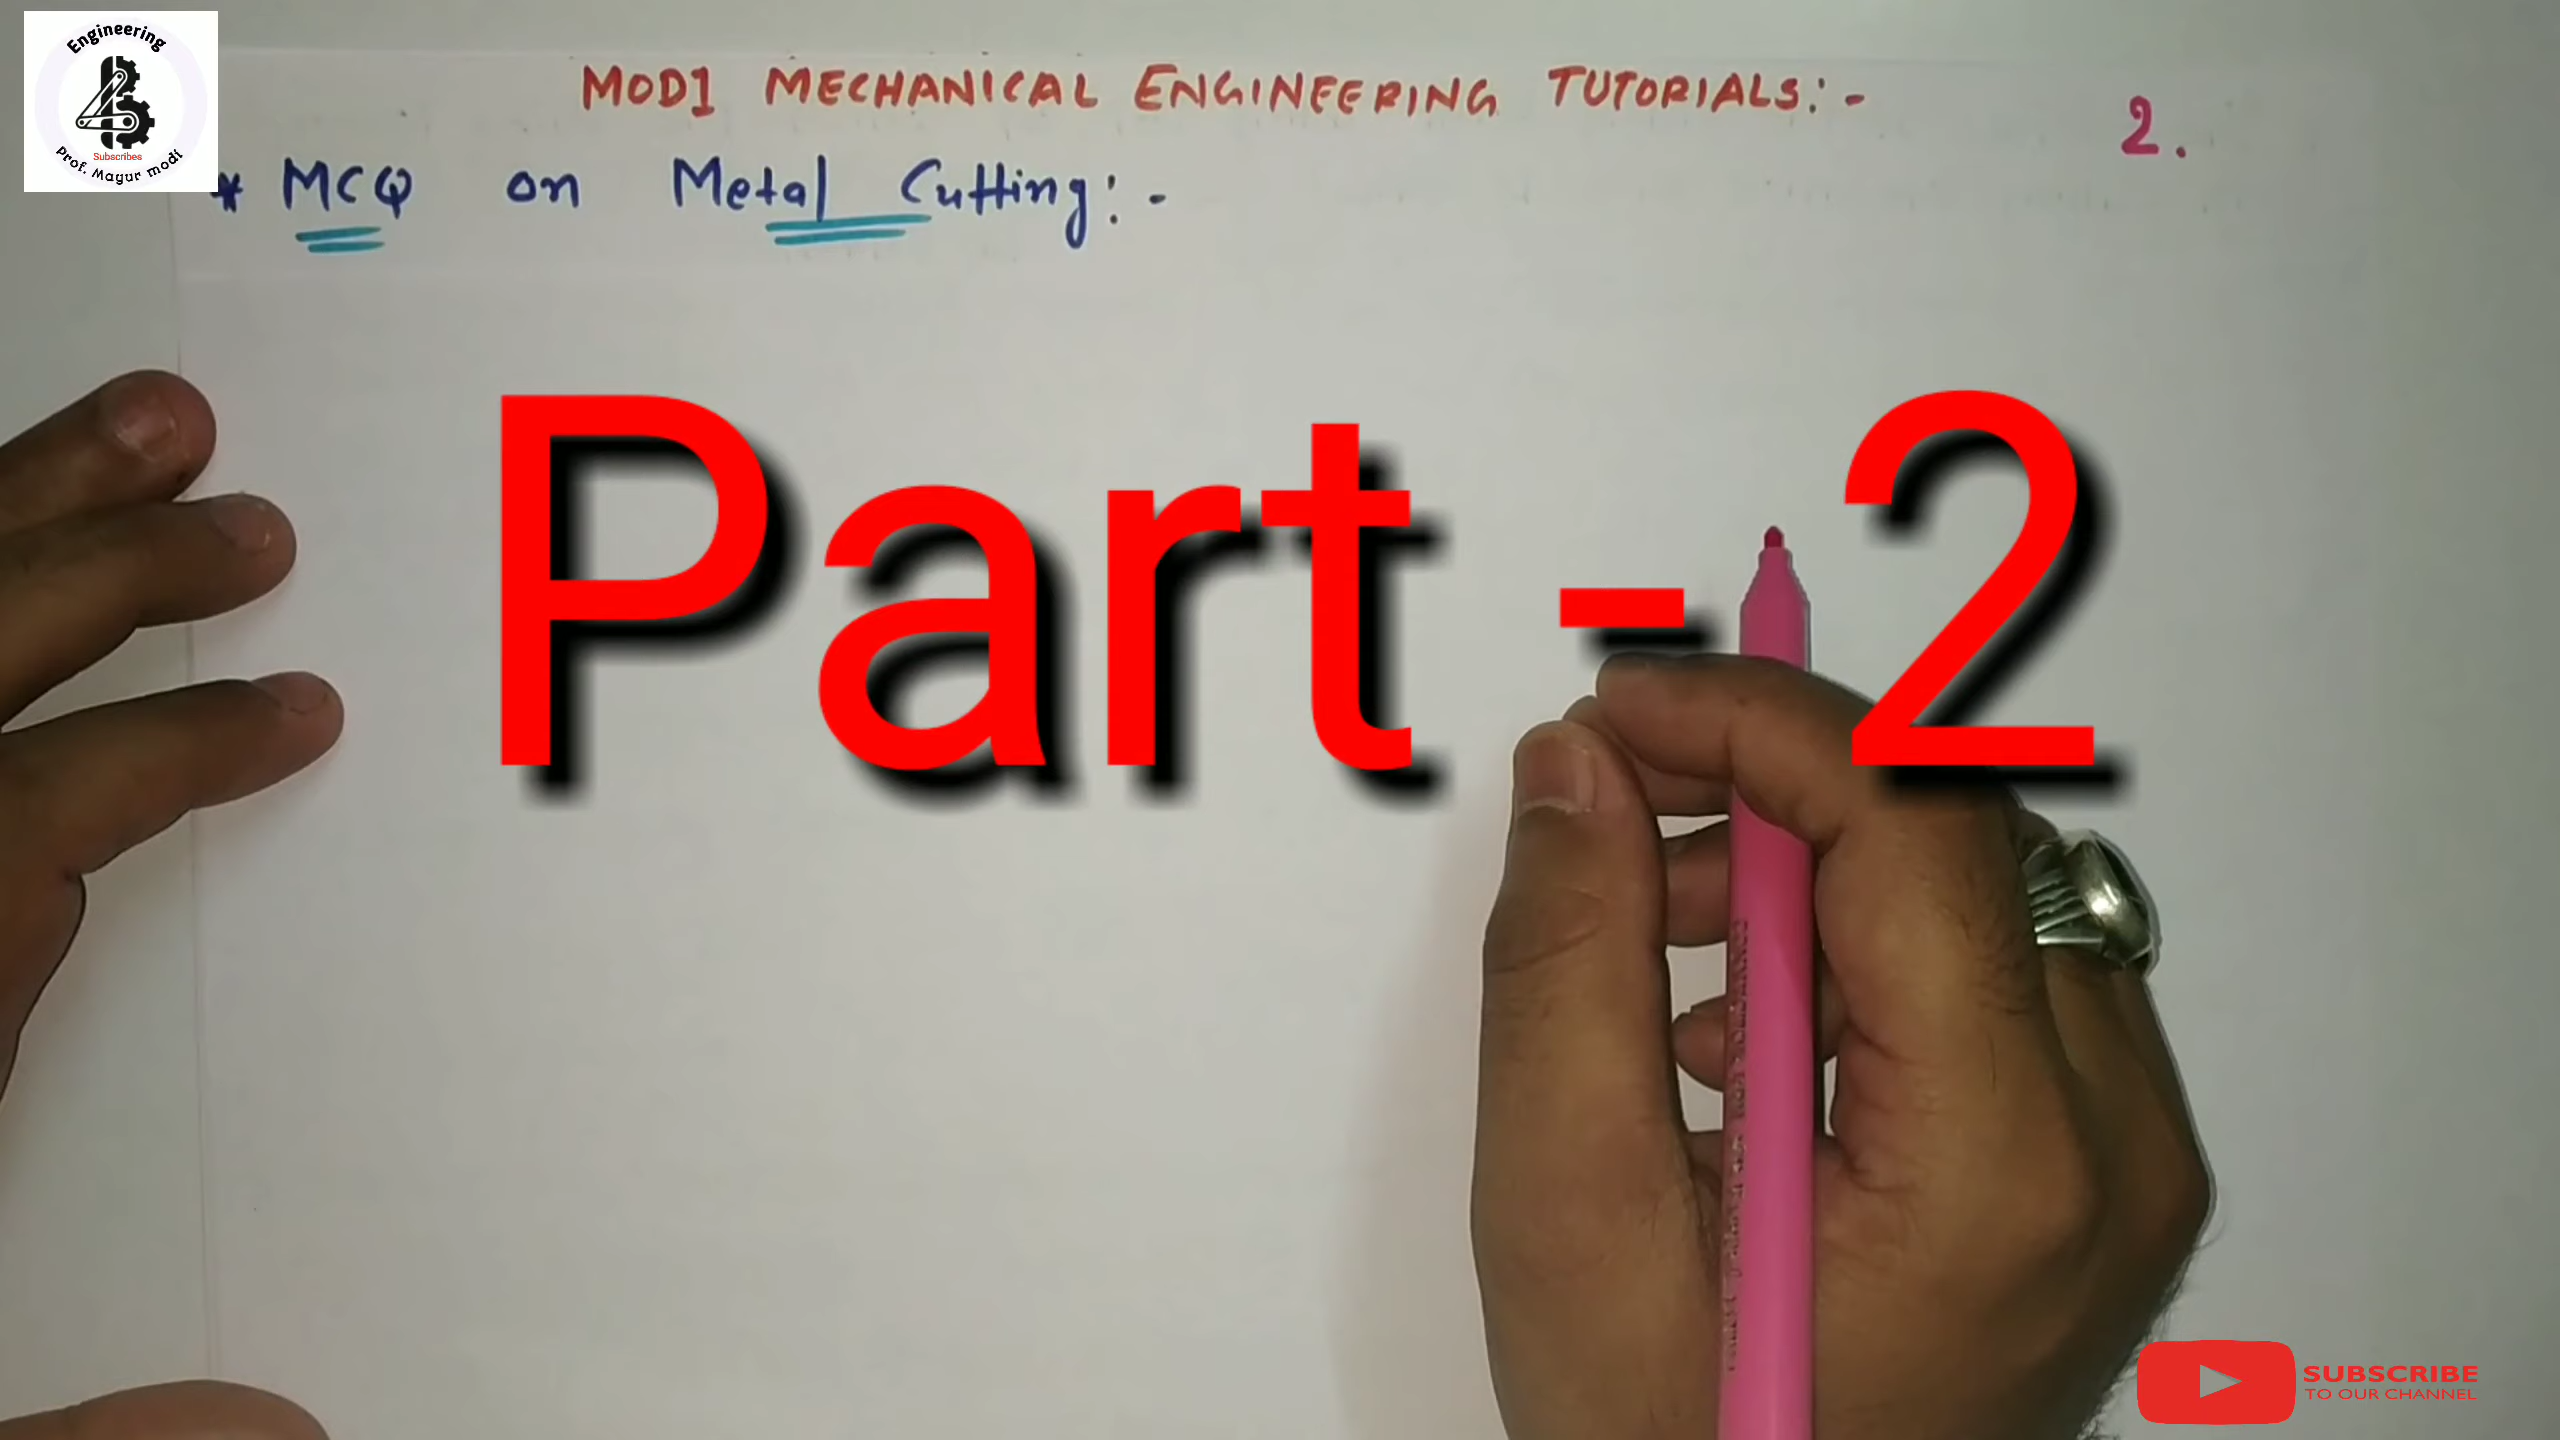 Engineering
Subscribes
Prof. Mayur modi
MODI MECHANICAL ENGINEERING TUTORIALS:-
2.
* MCQ on Metal Cutting:-
Part - 2
SUBSCRIBE
TO OUR CHANNEL